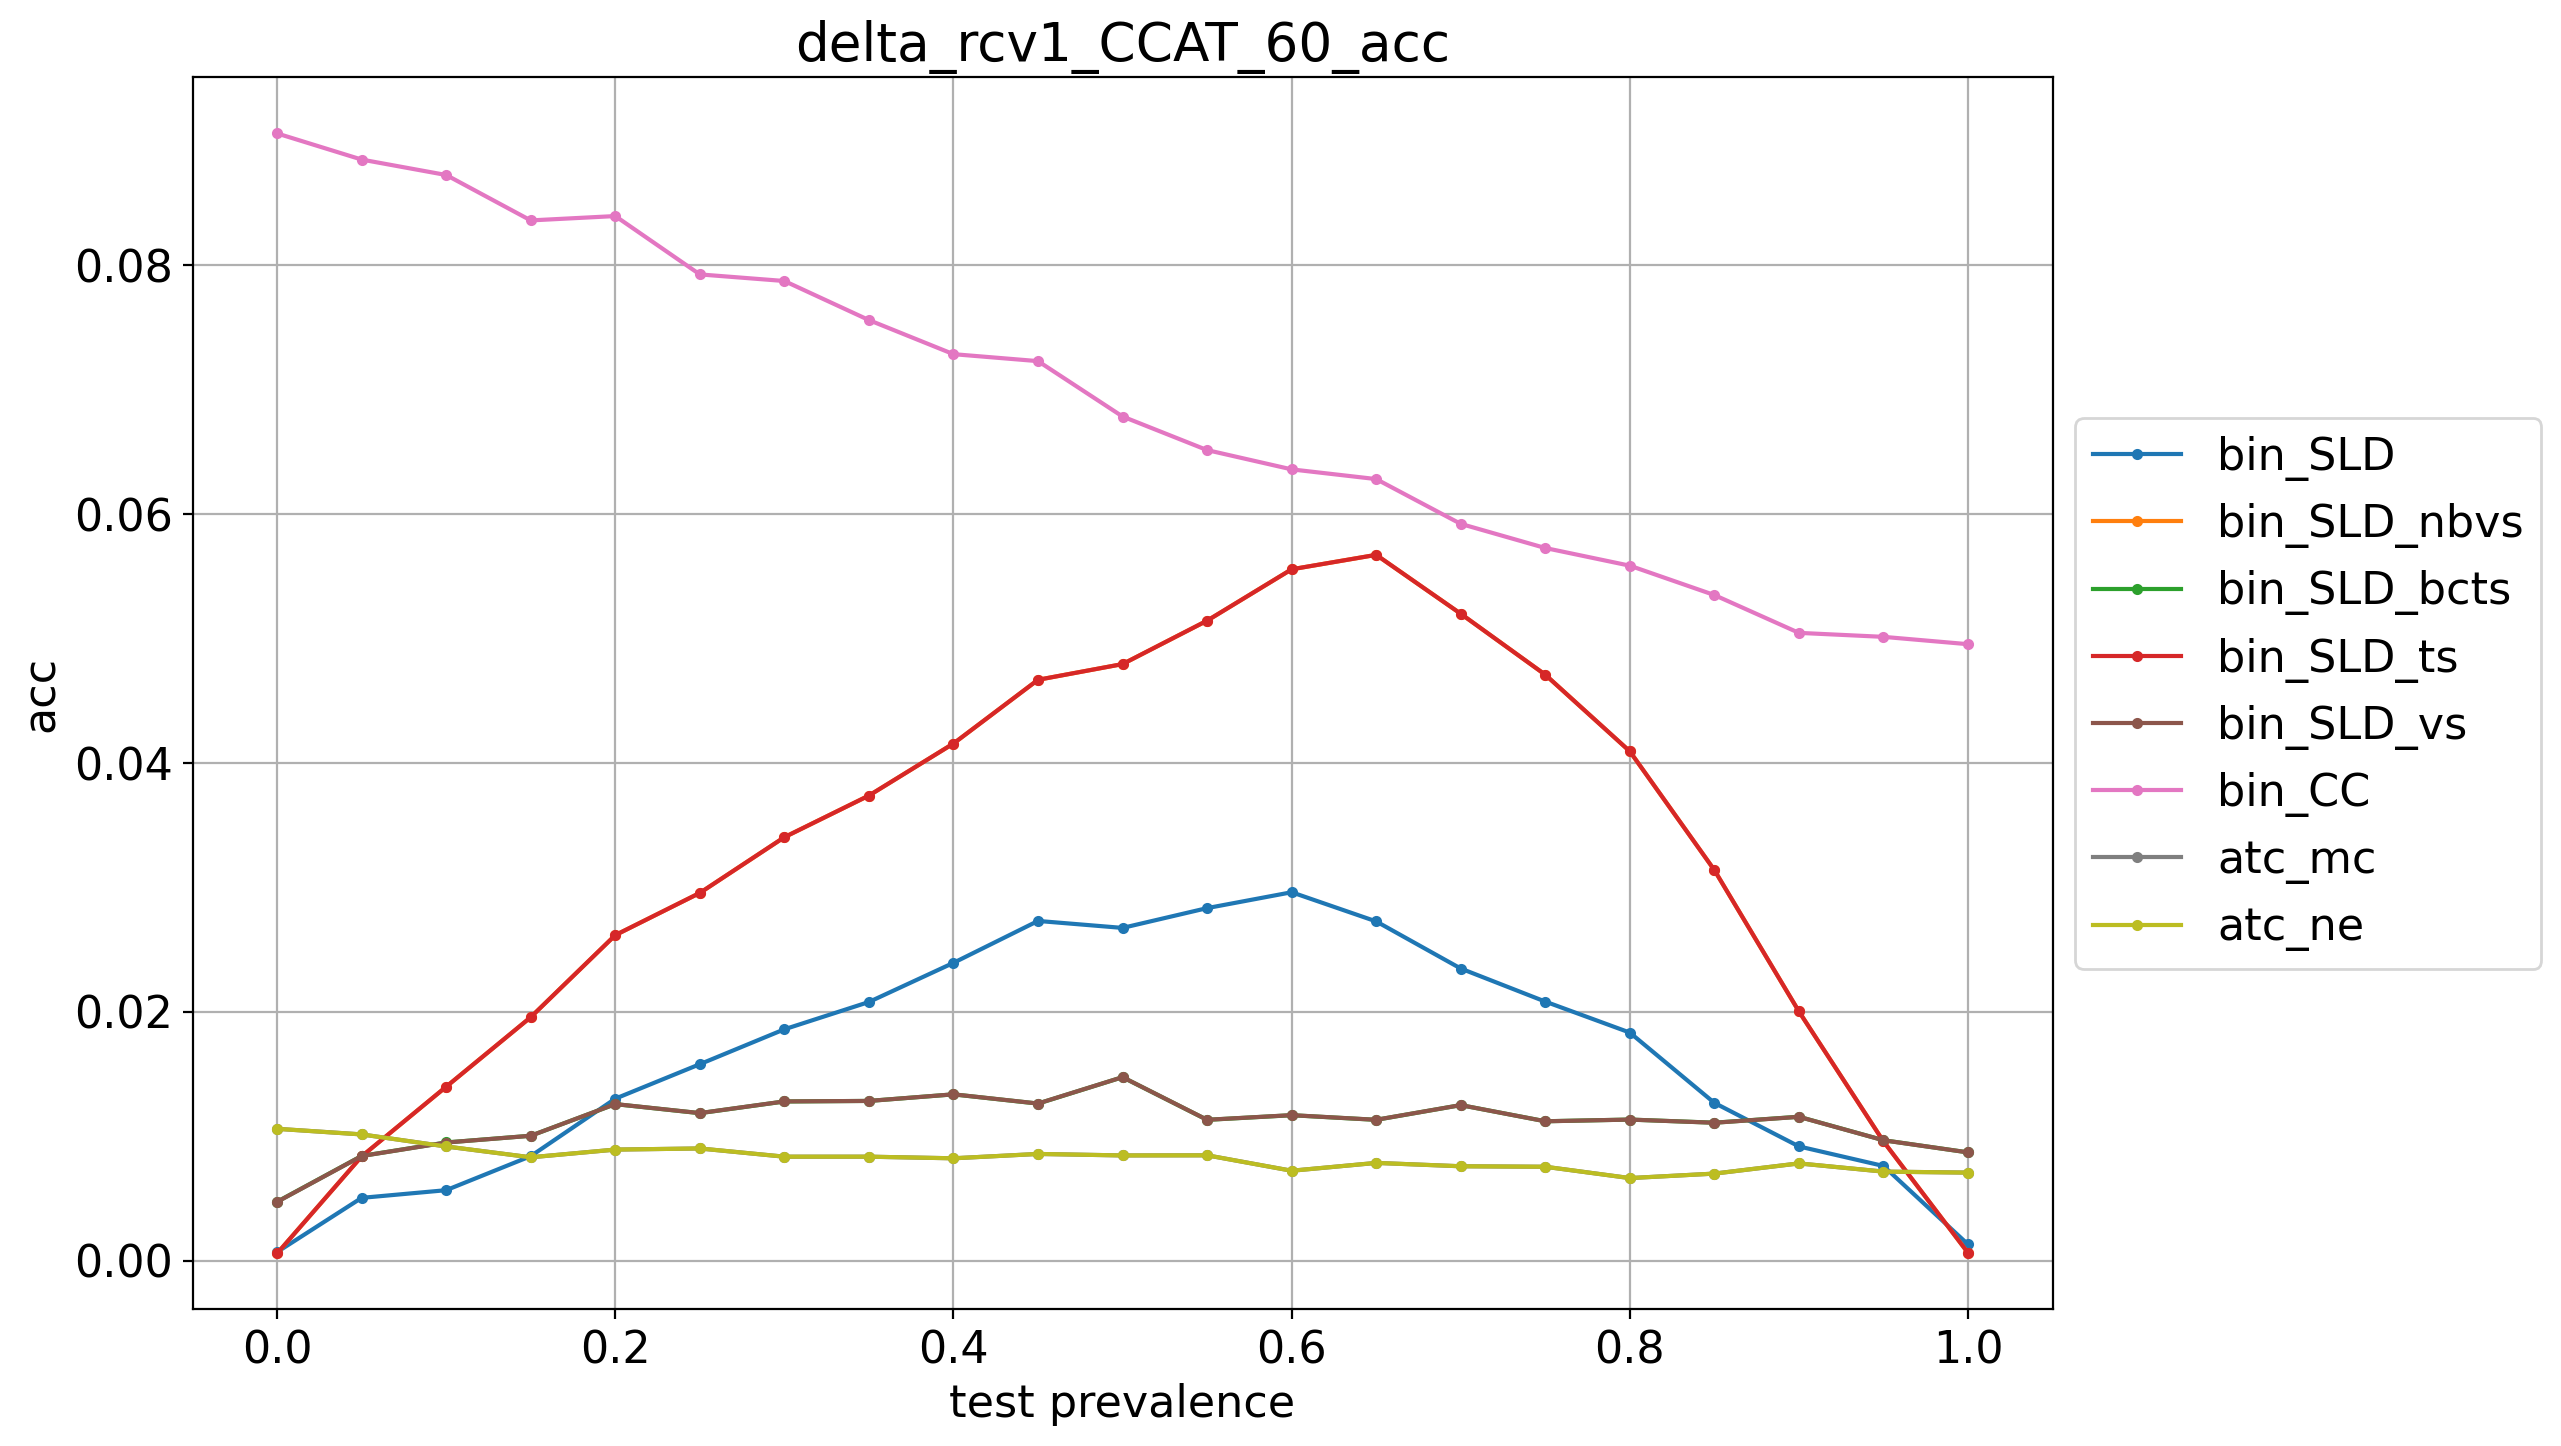 delta_rcv1_CCAT_60_acc
acc
0.08
0.06
0.04
0.02
0.00
0.0 0.2 0.4 0.6 0.8 1.0
test prevalence
bin_SLD
bin_SLD_nbvs
bin_SLD_bcts
bin_SLD_ts
bin_SLD_vs
bin_CC
atc_mc
atc_ne